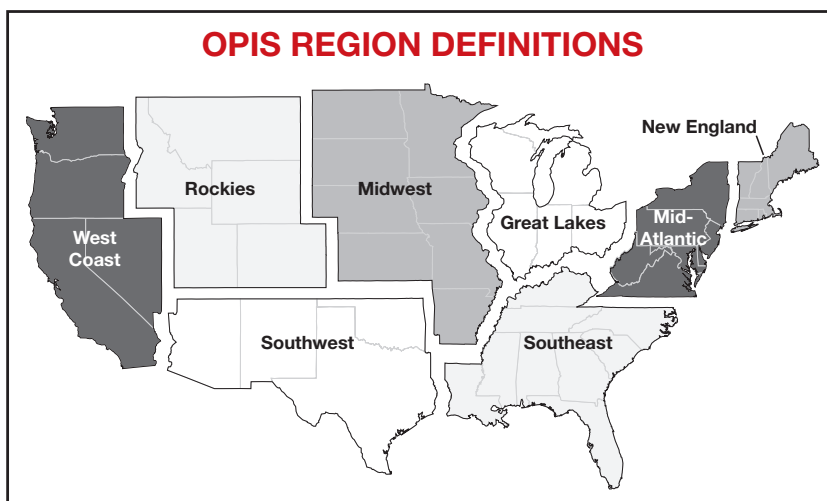 OPIS REGION DEFINITIONS
New England
Rockies
Midwest
Great Lakes
Mid-
Atlantic
West
Coast
Southwest
Southeast